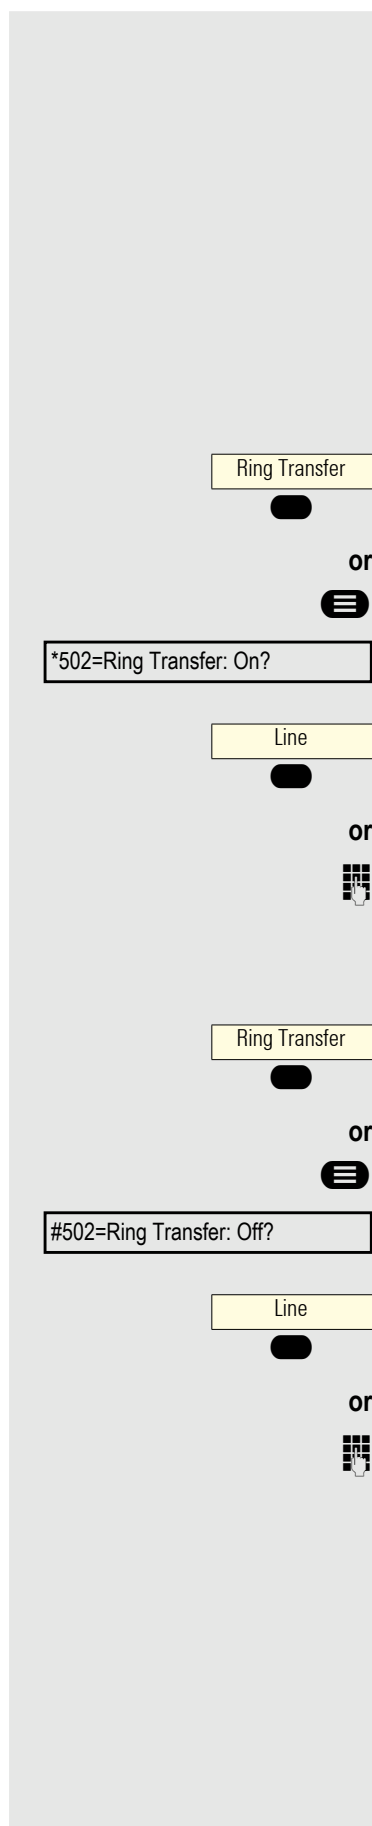 Ring Transfer
or
*502=Ring Transfer: On?
Line
or
Ring Transfer
or
#502=Ring Transfer: Off?
Line
or